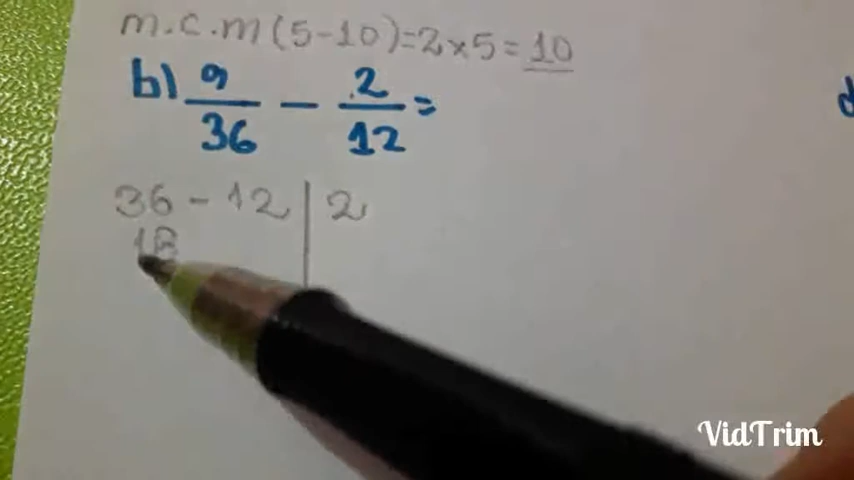 m.c.m (5-10)=2x5=10
b) 9/36 - 2/12 =
36 - 12 | 2
18
VidTrim